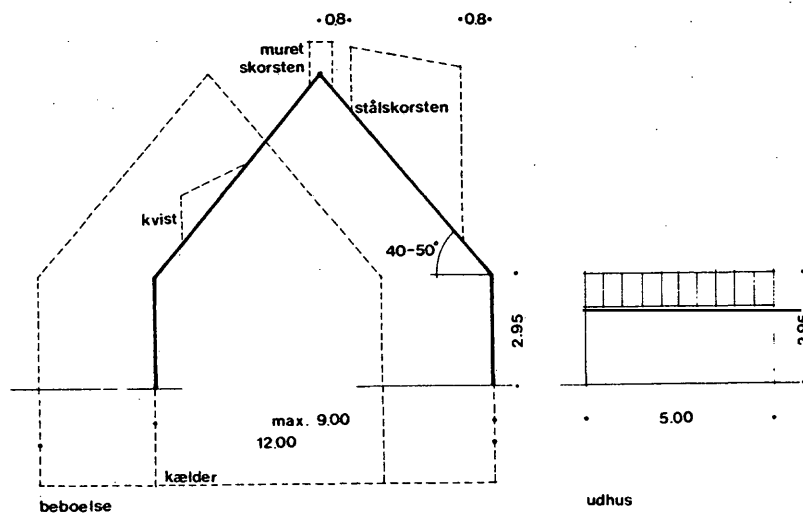 ·0.8· ·0.8·
muret
skorsten
stålskorsten
kvist
40-50°
2.95
2.95
max. 9.00
12.00
5.00
kælder
beboelse
udhus